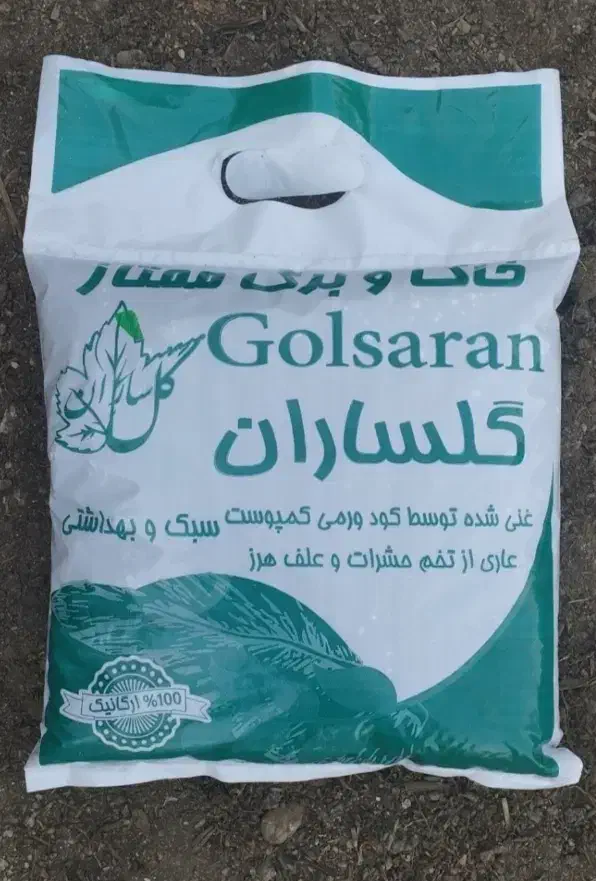 خاک و برگ ممتاز
Golsaran
گلساران
گلساران
غنی شده توسط کود ورمی کمپوست سبک و بهداشتی
عاری از تخم حشرات و علف هرز
%100 ارگانیک